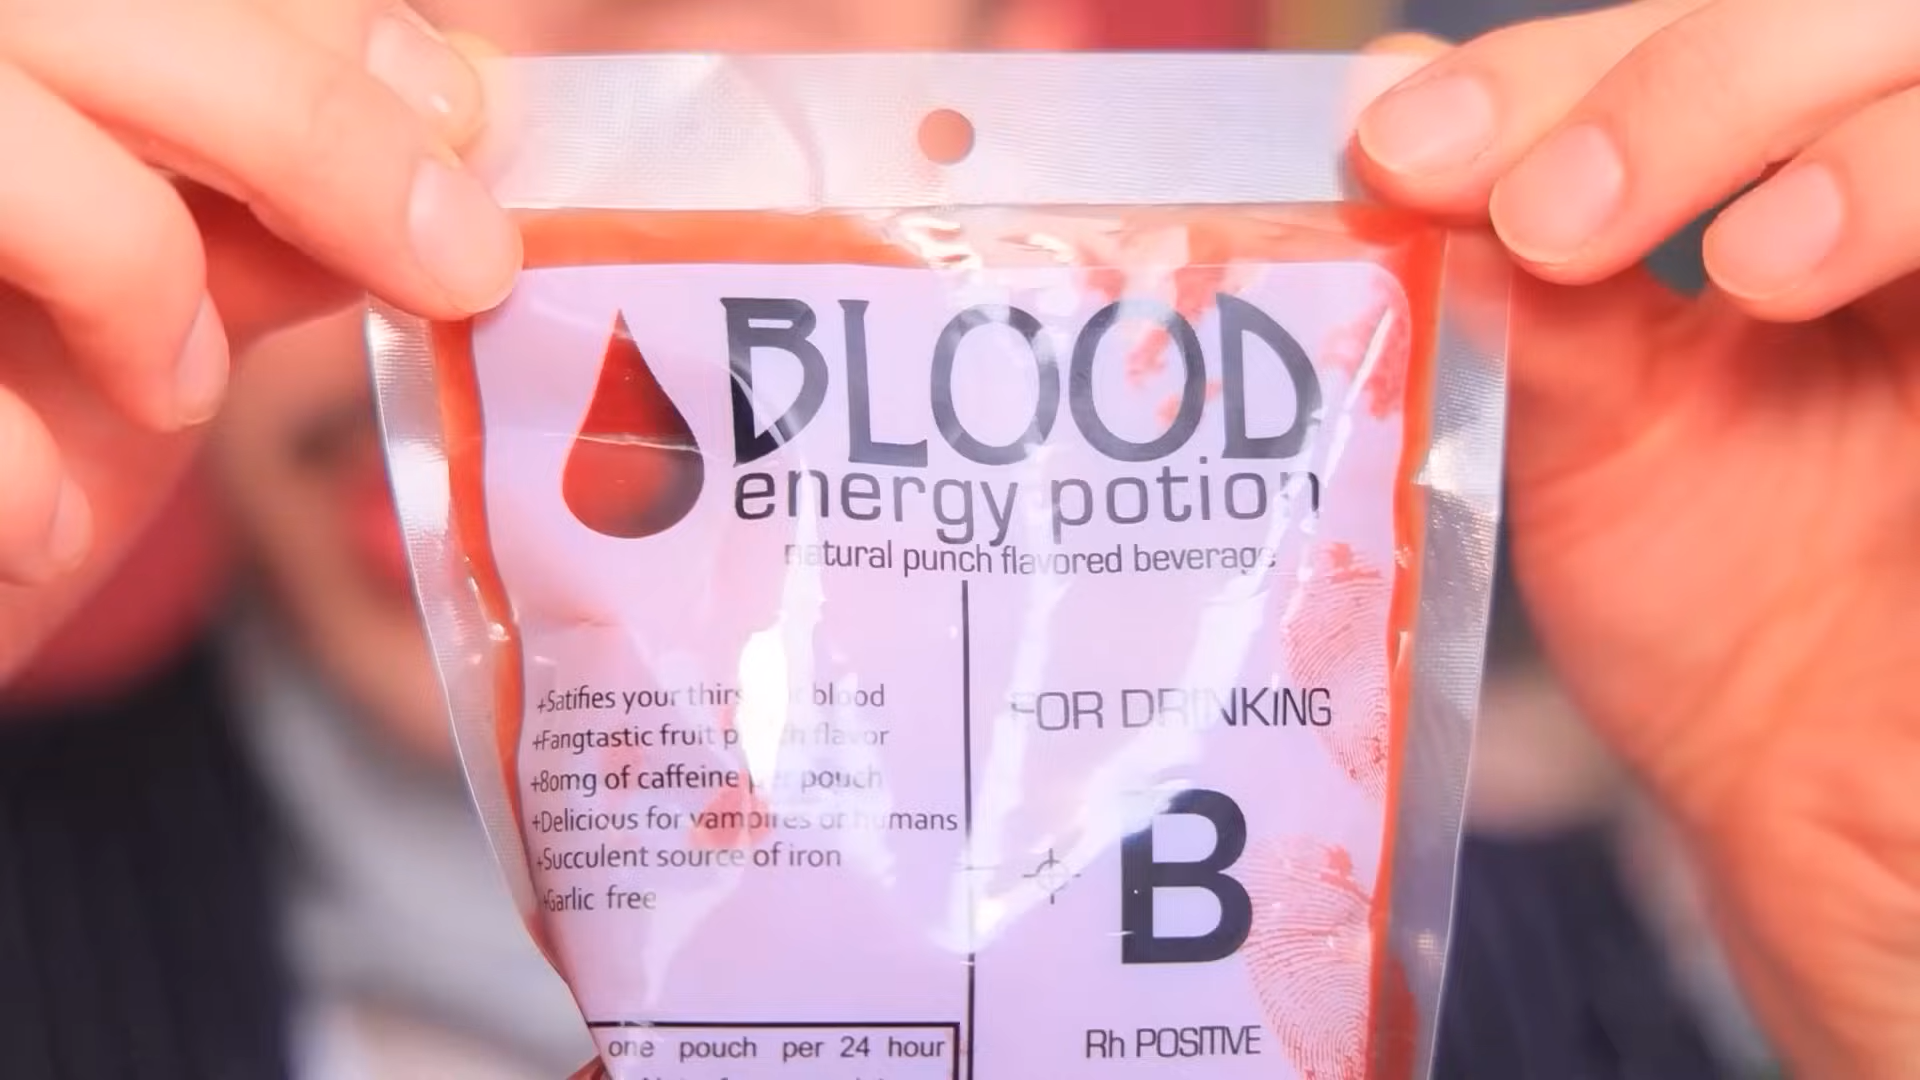 BLOOD
energy potion
natural punch flavored beverage
+Satifies your thirs blood
+Fangtastic fruit flavor
+80mg of caffeine pouch
+Delicious for vampires or humans
+Succulent source of iron
+Garlic free
one pouch per 24 hour
FOR DRINKING
B
Rh POSITIVE